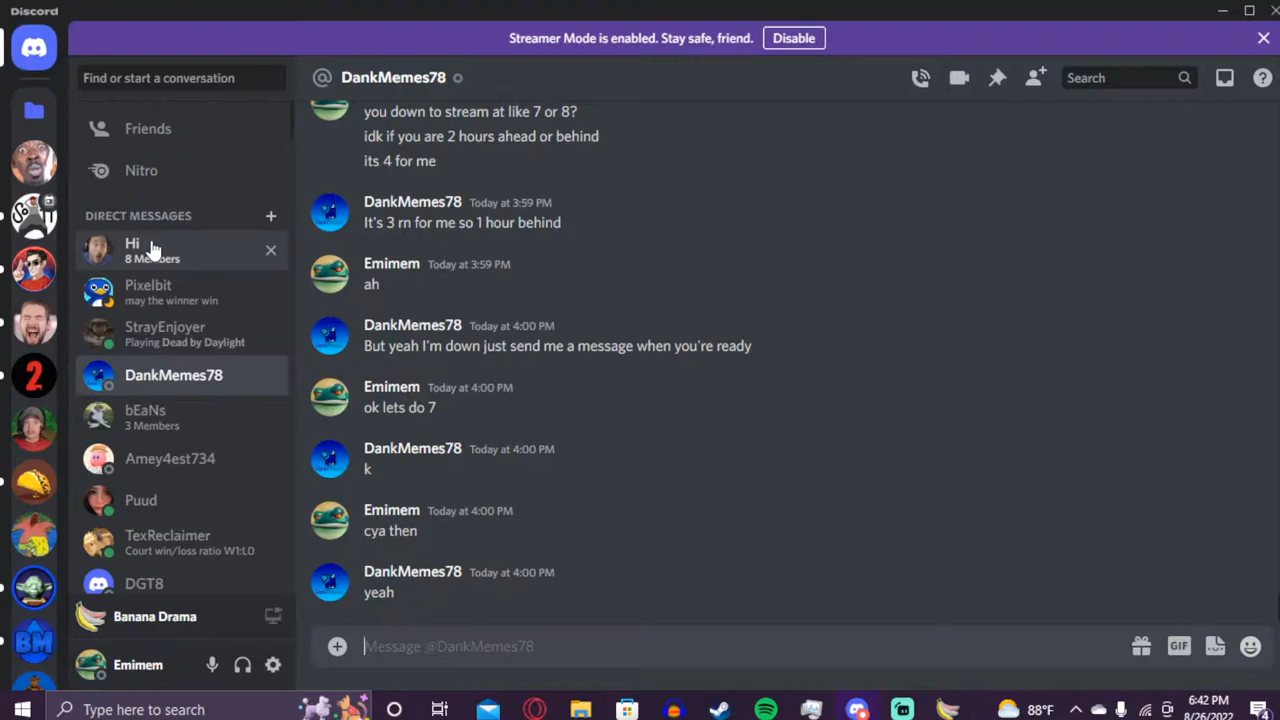 Discord
Streamer Mode is enabled. Stay safe, friend.
Disable
Find or start a conversation
Friends
Nitro
DIRECT MESSAGES
Hi
8 Members
Pixelbit
may the winner win
StrayEnjoyer
Playing Dead by Daylight
DankMemes78
bEaNs
3 Members
Amey4est734
Puud
TexReclaimer
Court win/loss ratio W1:L0
DGT8
Banana Drama
Emimem
DankMemes78
Search
you down to stream at like 7 or 8?
idk if you are 2 hours ahead or behind
its 4 for me
DankMemes78 Today at 3:59 PM
It's 3 rn for me so 1 hour behind
Emimem Today at 3:59 PM
ah
DankMemes78 Today at 4:00 PM
But yeah I'm down just send me a message when you're ready
Emimem Today at 4:00 PM
ok lets do 7
DankMemes78 Today at 4:00 PM
k
Emimem Today at 4:00 PM
cya then
DankMemes78 Today at 4:00 PM
yeah
Message @DankMemes78
GIF
2
BM
Type here to search
88°F
6:42 PM
8/26/2022